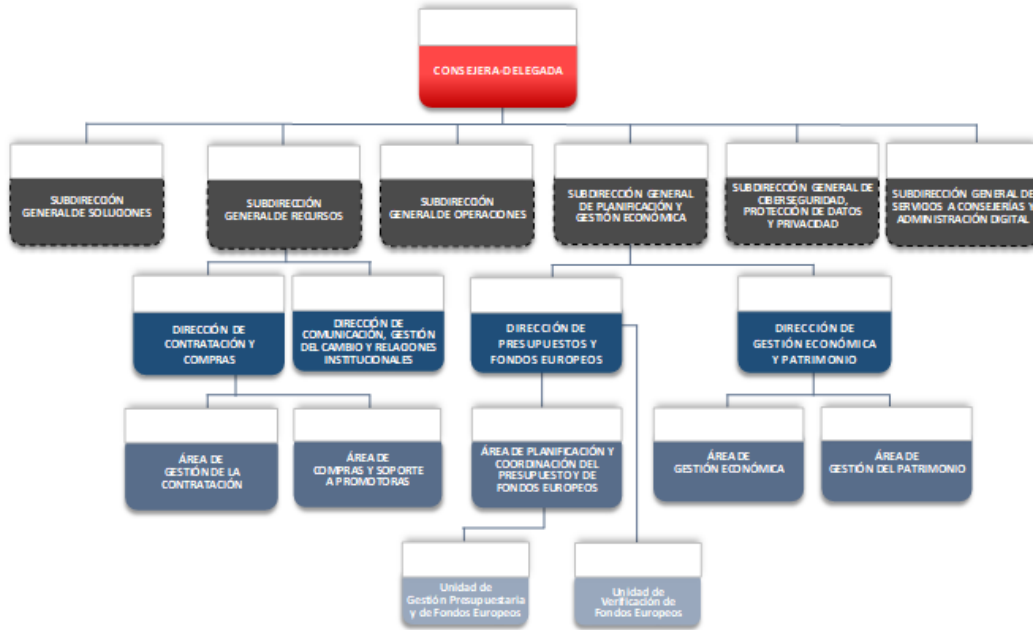 CONSEJERA-DELEGADA
SUBDIRECCIÓN
GENERAL DE SOLUCIONES
SUBDIRECCIÓN
GENERAL DE RECURSOS
SUBDIRECCIÓN
GENERAL DE OPERACIONES
SUBDIRECCIÓN GENERAL
DE PLANIFICACIÓN Y
GESTIÓN ECONÓMICA
SUBDIRECCIÓN GENERAL DE
CIBERSEGURIDAD,
PROTECCIÓN DE DATOS
Y PRIVACIDAD
SUBDIRECCIÓN GENERAL DE
SERVICIOS A CONSEJERÍAS Y
ADMINISTRACIÓN DIGITAL
DIRECCIÓN DE
CONTRATACIÓN Y
COMPRAS
DIRECCIÓN DE
COMUNICACIÓN, GESTIÓN
DEL CAMBIO Y RELACIONES
INSTITUCIONALES
DIRECCIÓN DE
PRESUPUESTOS Y
FONDOS EUROPEOS
DIRECCIÓN DE
GESTIÓN ECONÓMICA
Y PATRIMONIO
ÁREA DE
GESTIÓN DE LA
CONTRATACIÓN
ÁREA DE
COMPRAS Y SOPORTE
A PROMOTORAS
ÁREA DE PLANIFICACIÓN Y
COORDINACIÓN DEL
PRESUPUESTO Y DE
FONDOS EUROPEOS
ÁREA DE
GESTIÓN ECONÓMICA
ÁREA DE
GESTIÓN DEL PATRIMONIO
Unidad de
Gestión Presupuestaria
y de Fondos Europeos
Unidad de
Verificación de
Fondos Europeos